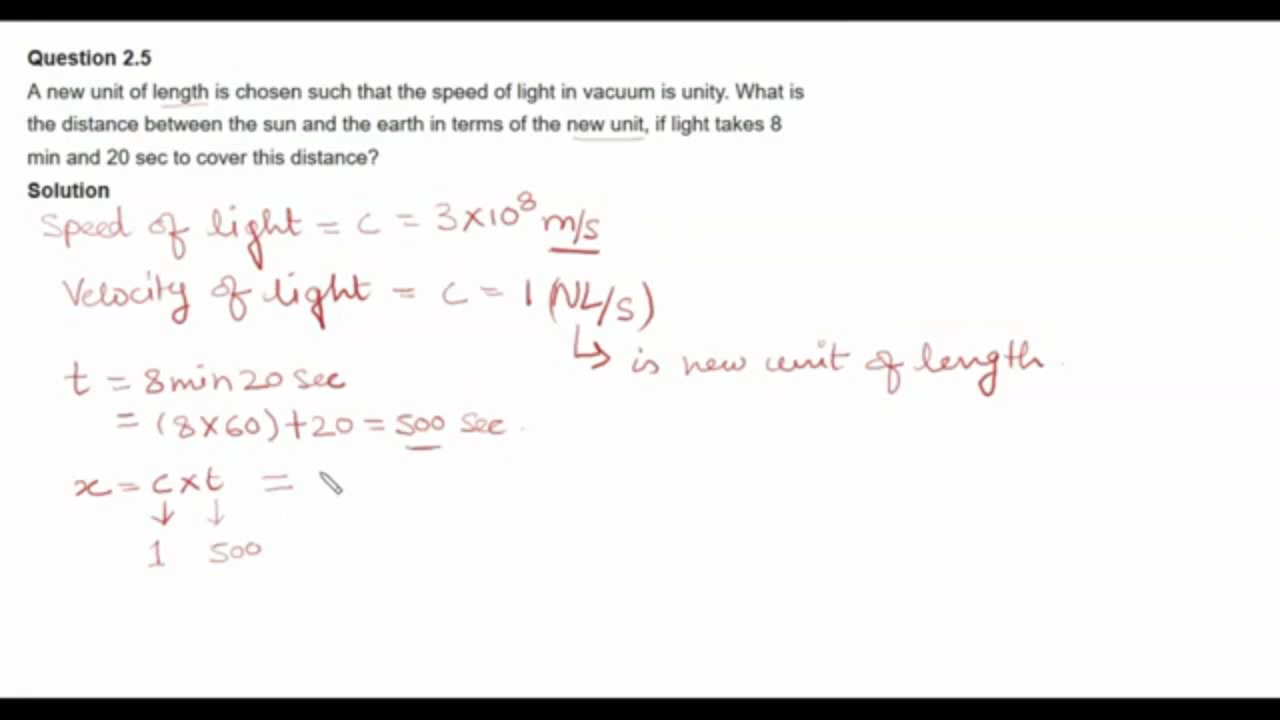 Question 2.5
A new unit of length is chosen such that the speed of light in vacuum is unity. What is
the distance between the sun and the earth in terms of the new unit, if light takes 8
min and 20 sec to cover this distance?
Solution
Speed of light = c = 3×10⁸ m/s
Velocity of light = c = 1 (NL/s)
↳ is new unit of length
t = 8min 20 sec
= (8×60)+20 = 500 sec
x = c×t =
↓ ↓
1 500